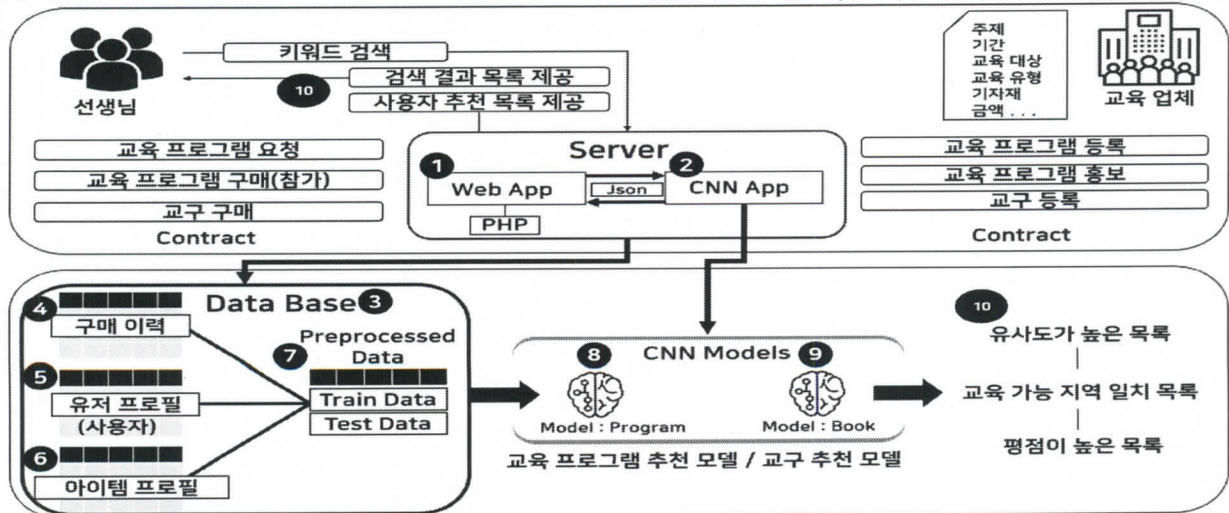 키워드 검색
검색 결과 목록 제공
사용자 추천 목록 제공
10
선생님
주제
기간
교육 대상
교육 유형
기자재
금액 . . .
교육 업체
교육 프로그램 요청
교육 프로그램 구매(참가)
교구 구매
Contract
Server
1
Web App
Json
2
CNN App
PHP
교육 프로그램 등록
교육 프로그램 홍보
교구 등록
Contract
Data Base 3
4
구매 이력
5
유저 프로필
(사용자)
6
아이템 프로필
7
Preprocessed
Data
Train Data
Test Data
8
CNN Models
9
Model : Program
Model : Book
교육 프로그램 추천 모델 / 교구 추천 모델
10
유사도가 높은 목록
교육 가능 지역 일치 목록
평점이 높은 목록